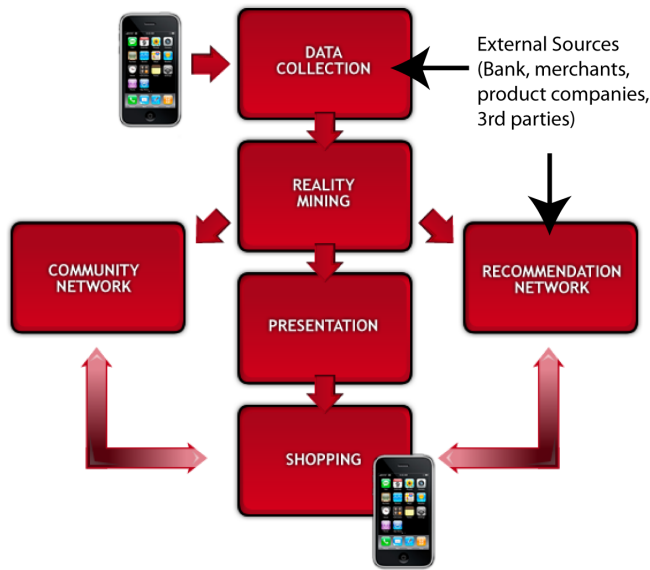 DATA
COLLECTION
External Sources
(Bank, merchants,
product companies,
3rd parties)
REALITY
MINING
COMMUNITY
NETWORK
RECOMMENDATION
NETWORK
PRESENTATION
SHOPPING